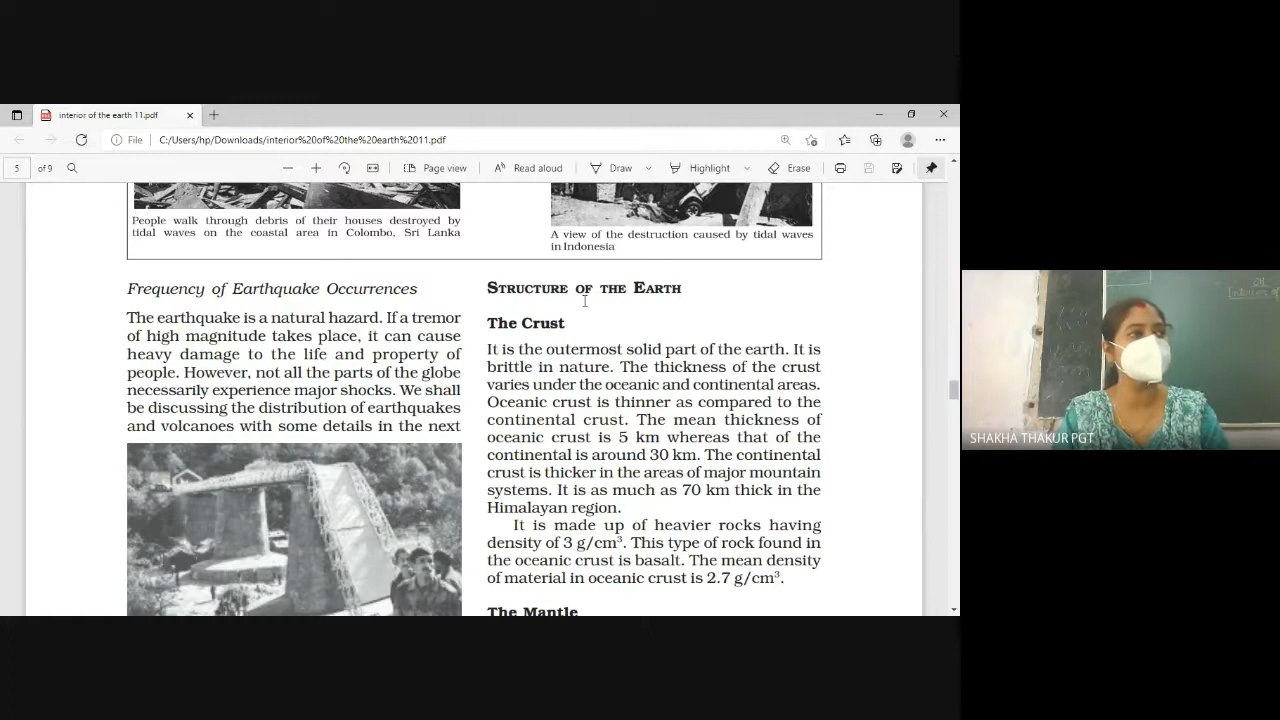 interior of the earth 11.pdf
File
C:/Users/hp/Downloads/interior%20of%20the%20earth%2011.pdf
5
of 9
Page view
Read aloud
Draw
Highlight
Erase
People walk through debris of their houses destroyed by
tidal waves on the coastal area in Colombo, Sri Lanka
A view of the destruction caused by tidal waves
in Indonesia
Frequency of Earthquake Occurrences
The earthquake is a natural hazard. If a tremor
of high magnitude takes place, it can cause
heavy damage to the life and property of
people. However, not all the parts of the globe
necessarily experience major shocks. We shall
be discussing the distribution of earthquakes
and volcanoes with some details in the next
STRUCTURE OF THE EARTH
The Crust
It is the outermost solid part of the earth. It is
brittle in nature. The thickness of the crust
varies under the oceanic and continental areas.
Oceanic crust is thinner as compared to the
continental crust. The mean thickness of
oceanic crust is 5 km whereas that of the
continental is around 30 km. The continental
crust is thicker in the areas of major mountain
systems. It is as much as 70 km thick in the
Himalayan region.
It is made up of heavier rocks having
density of 3 g/cm³. This type of rock found in
the oceanic crust is basalt. The mean density
of material in oceanic crust is 2.7 g/cm³.
The Mantle
SHAKHA THAKUR PGT